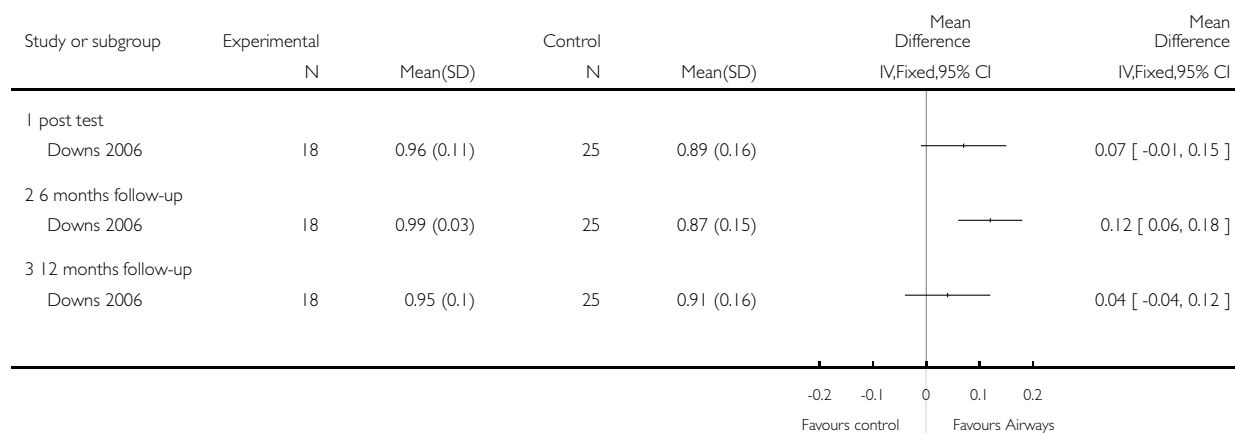 Mean Mean
Study or subgroup Experimental Control Difference Difference
N Mean(SD) N Mean(SD) IV,Fixed,95% CI IV,Fixed,95% CI
1 post test
Downs 2006 18 0.96 (0.11) 25 0.89 (0.16) 0.07 [ -0.01, 0.15 ]
2 6 months follow-up
Downs 2006 18 0.99 (0.03) 25 0.87 (0.15) 0.12 [ 0.06, 0.18 ]
3 12 months follow-up
Downs 2006 18 0.95 (0.1) 25 0.91 (0.16) 0.04 [ -0.04, 0.12 ]
-0.2 -0.1 0 0.1 0.2
Favours control Favours Airways